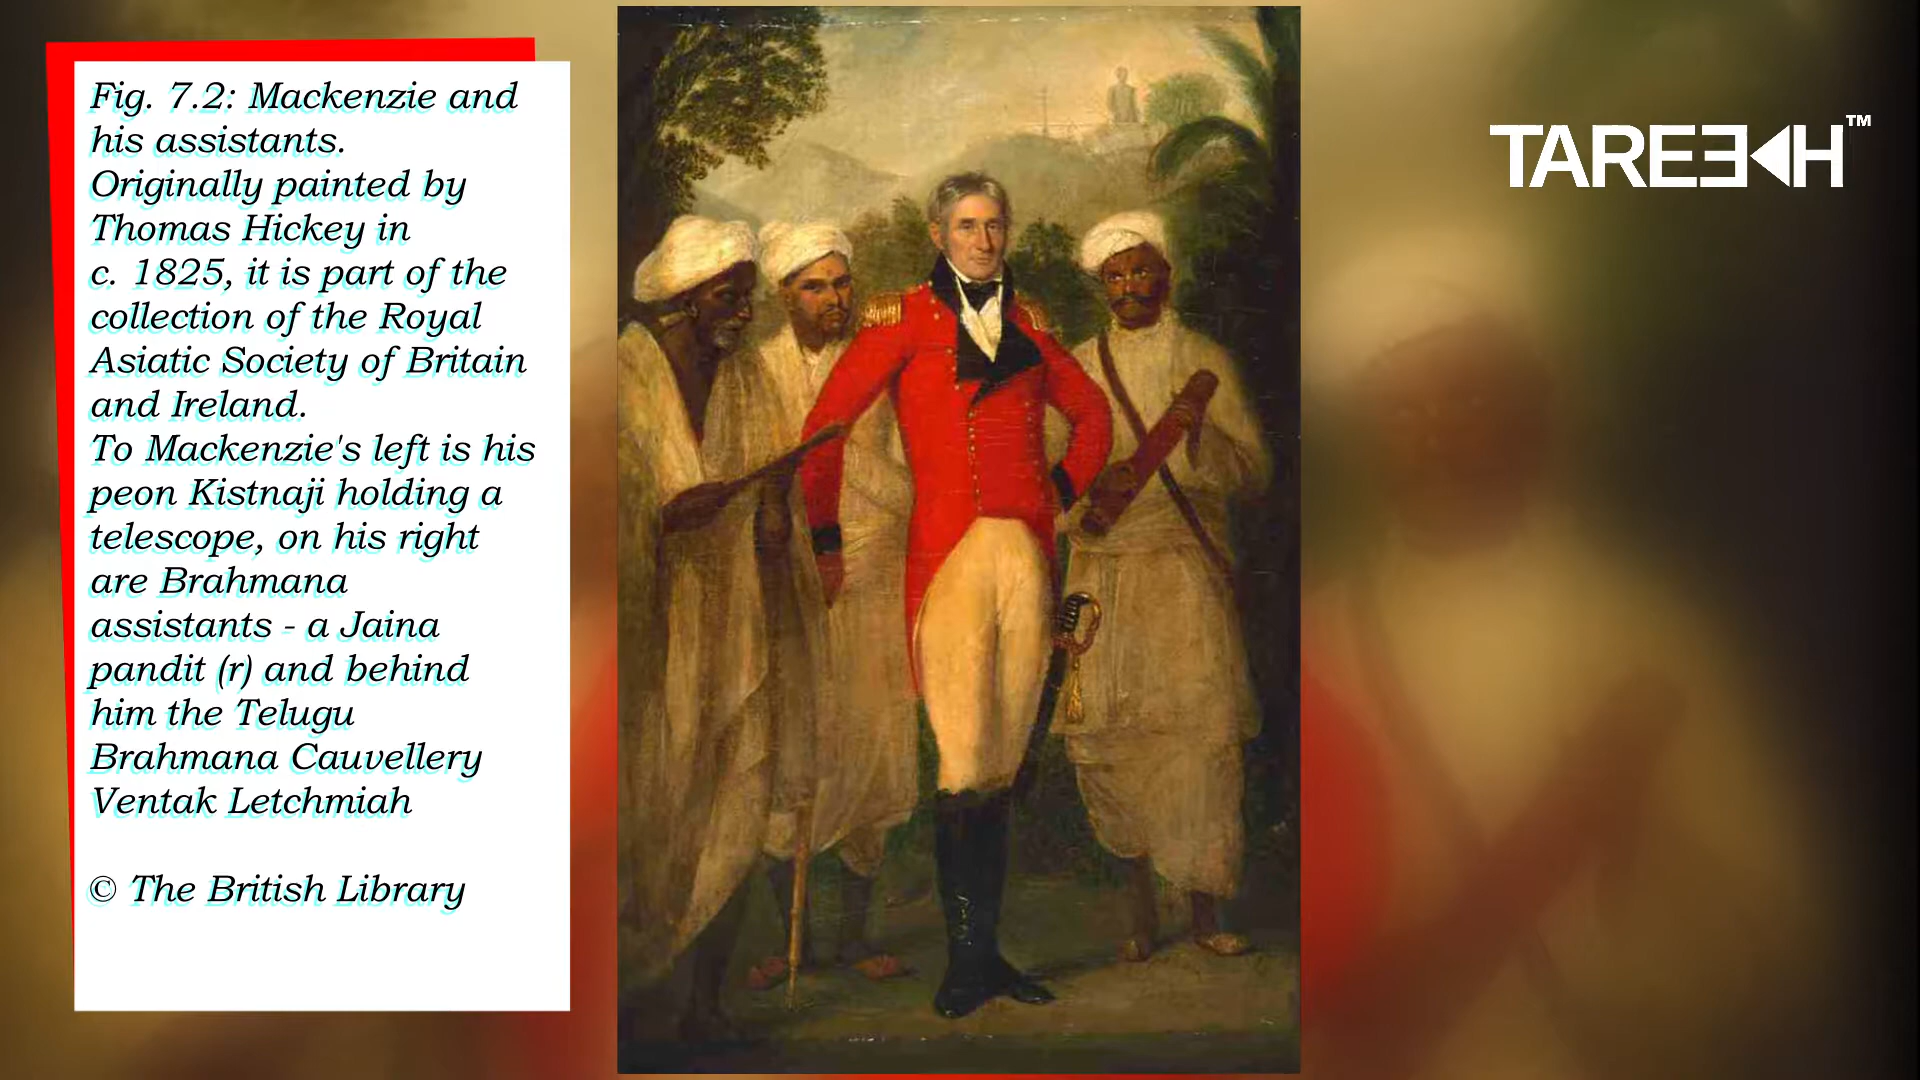 Fig. 7.2: Mackenzie and
his assistants.
Originally painted by
Thomas Hickey in
c. 1825, it is part of the
collection of the Royal
Asiatic Society of Britain
and Ireland.
To Mackenzie's left is his
peon Kistnaji holding a
telescope, on his right
are Brahmana
assistants - a Jaina
pandit (r) and behind
him the Telugu
Brahmana Cauvellery
Ventak Letchmiah
© The British Library
TAREEKH™